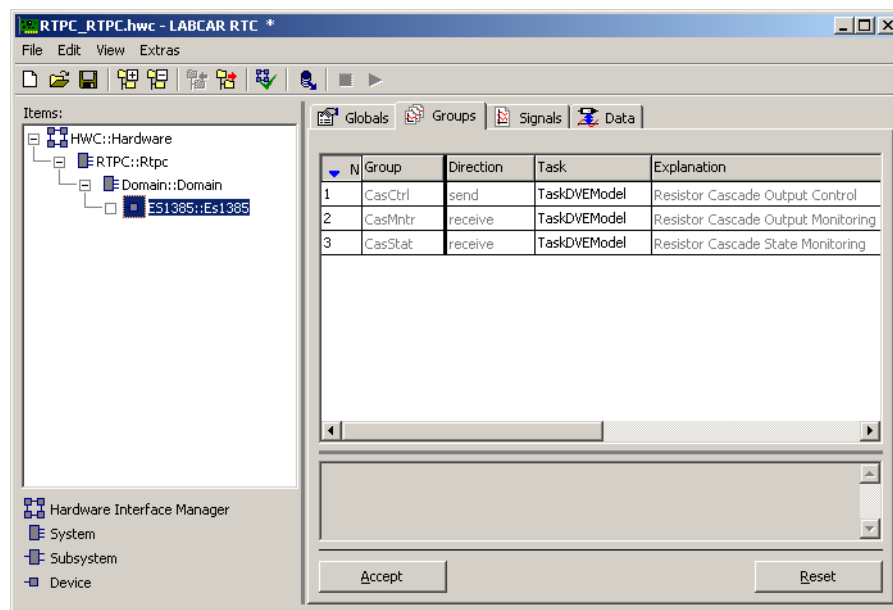 RTPC_RTPC.hwc - LABCAR RTC *
File Edit View Extras
Items:
HWC::Hardware
RTPC::Rtpc
Domain::Domain
ES1385::Es1385
Hardware Interface Manager
System
Subsystem
Device
Globals Groups Signals Data
N Group Direction Task Explanation
1 CasCtrl send TaskDVEModel Resistor Cascade Output Control
2 CasMntr receive TaskDVEModel Resistor Cascade Output Monitoring
3 CasStat receive TaskDVEModel Resistor Cascade State Monitoring
Accept Reset